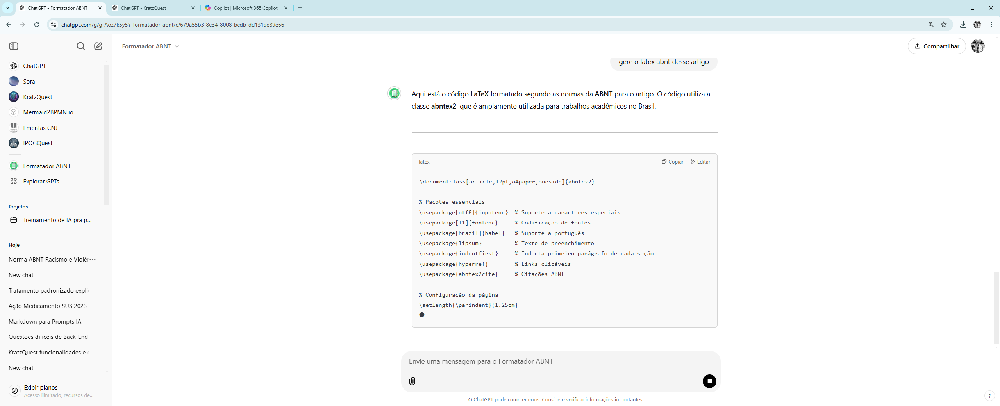 ChatGPT - Formatador ABNT
ChatGPT - KratzQuest
Copilot | Microsoft 365 Copilot
chatgpt.com/g/g-Aoz7k5y5Y-formatador-abnt/c/679a55b3-8e34-8008-bcdb-dd1319e89e66
ChatGPT
Sora
KratzQuest
Mermaid2BPMN.io
Ementas CNJ
IPOGQuest
Formatador ABNT
Explorar GPTs
Projetos
Treinamento de IA pra p...
Hoje
Norma ABNT Racismo e Violê
New chat
Tratamento padronizado expli
Ação Medicamento SUS 2023
Markdown para Prompts IA
Questões difíceis de Back-End
KratzQuest funcionalidades e c
New chat
Exibir planos
Acesso ilimitado, recursos de...
Formatador ABNT
Compartilhar
gere o latex abnt desse artigo
Aqui está o código LaTeX formatado segundo as normas da ABNT para o artigo. O código utiliza a
classe abntex2, que é amplamente utilizada para trabalhos acadêmicos no Brasil.
latex
Copiar
Editar
\documentclass[article,12pt,a4paper,oneside]{abntex2}
% Pacotes essenciais
\usepackage[utf8]{inputenc}  % Suporte a caracteres especiais
\usepackage[T1]{fontenc}     % Codificação de fontes
\usepackage[brazil]{babel}   % Suporte a português
\usepackage{lipsum}          % Texto de preenchimento
\usepackage{indentfirst}     % Indenta primeiro parágrafo de cada seção
\usepackage{hyperref}        % Links clicáveis
\usepackage{abntex2cite}     % Citações ABNT
% Configuração da página
\setlength{\parindent}{1.25cm}
Envie uma mensagem para o Formatador ABNT
O ChatGPT pode cometer erros. Considere verificar informações importantes.
?